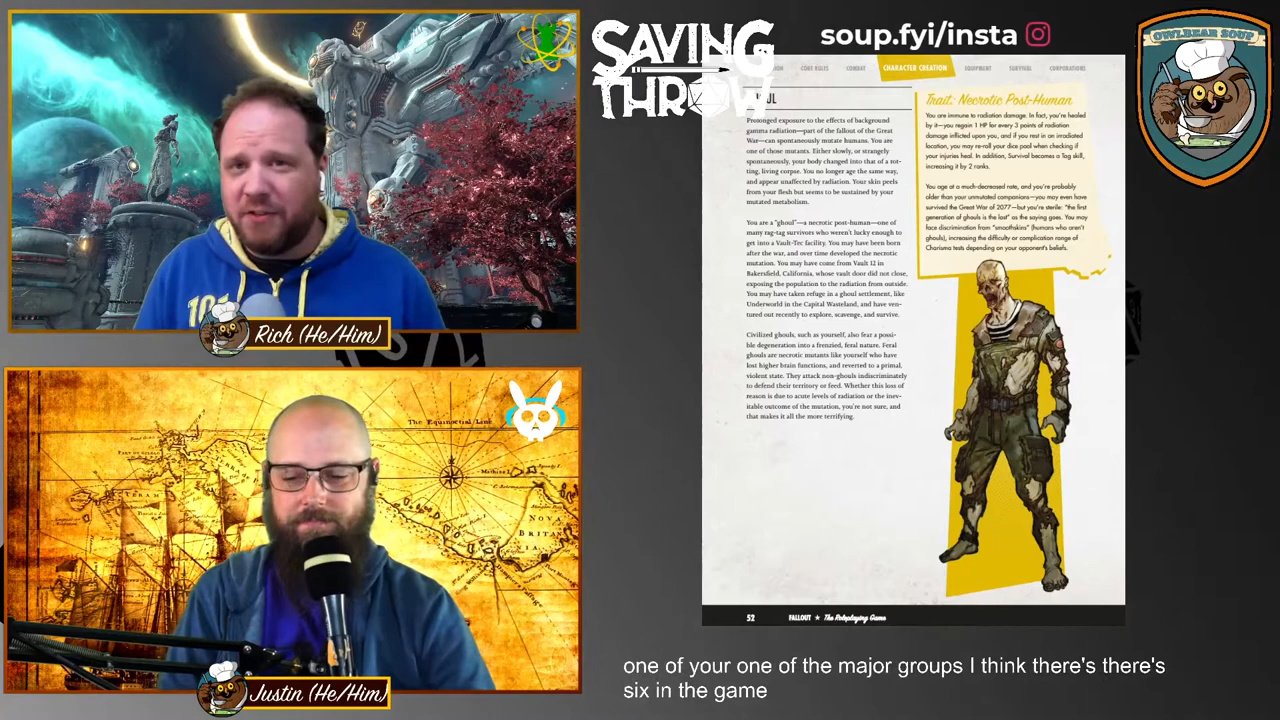 SAVING
THROW
soup.fyi/insta
OWLBEAR SOUP
CORE RULES
COMBAT
CHARACTER CREATION
EQUIPMENT
SURVIVAL
CORPORATIONS
Prolonged exposure to the effects of background
gamma radiation—part of the fallout of the Great
War—can spontaneously mutate humans. You are
one of those mutants. Either slowly, or strangely
spontaneously, your body changed into that of a rot-
ting, living corpse. You no longer age the same way,
and appear unaffected by radiation. Your skin peels
from your flesh but seems to be sustained by your
mutated metabolism.
You are a "ghoul"—a necrotic post-human—one of
many rag-tag survivors who weren't lucky enough to
get into a Vault-Tec facility. You may have been born
after the war, and over time developed the necrotic
mutation. You may have come from Vault 12 in
Bakersfield, California, whose vault door did not close,
exposing the population to the radiation from outside.
You may have taken refuge in a ghoul settlement, like
Underworld in the Capital Wasteland, and have ven-
tured out recently to explore, scavenge, and survive.
Civilized ghouls, such as yourself, also fear a possi-
ble degeneration into a frenzied, feral nature. Feral
ghouls are necrotic mutants like yourself who have
lost higher brain functions, and reverted to a primal,
violent state. They attack non-ghouls indiscriminately
to defend their territory or feed. Whether this loss of
reason is due to acute levels of radiation or the inev-
itable outcome of the mutation, you're not sure, and
that makes it all the more terrifying.
Trait: Necrotic Post-Human
You are immune to radiation damage. In fact, you're healed
by it—you regain 1 HP for every 3 points of radiation
damage inflicted upon you, and if you rest in an irradiated
location, you may re-roll your dice pool when checking if
your injuries heal. In addition, Survival becomes a Tag skill,
increasing it by 2 ranks.
You age at a much-decreased rate, and you're probably
older than your unmutated companions—you may even have
survived the Great War of 2077—but you're sterile: "the first
generation of ghouls is the last" as the saying goes. You may
face discrimination from "smoothskins" (humans who aren't
ghouls), increasing the difficulty or complication range of
Charisma tests depending on your opponent's beliefs.
52
FALLOUT ★ The Roleplaying Game
Rich (He/Him)
The Equinoctial Line
NOVA
BRITAN
Justin (He/Him)
one of your one of the major groups I think there's there's
six in the game